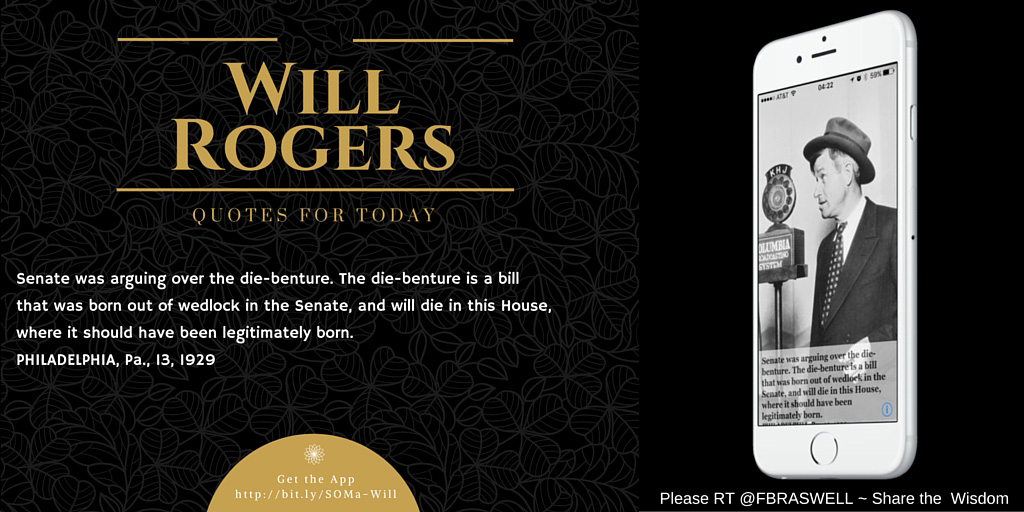 WILL
ROGERS
QUOTES FOR TODAY
Senate was arguing over the die-benture. The die-benture is a bill
that was born out of wedlock in the Senate, and will die in this House,
where it should have been legitimately born.
PHILADELPHIA, Pa., 13, 1929
Get the App
http://bit.ly/SOMa-Will
AT&T
04:22
59%
KHJ
COLUMBIA
BROADCASTING
SYSTEM
Senate was arguing over the die-
benture. The die-benture is a bill
that was born out of wedlock in the
Senate, and will die in this House,
where it should have been
legitimately born.
Please RT @FBRASWELL ~ Share the Wisdom